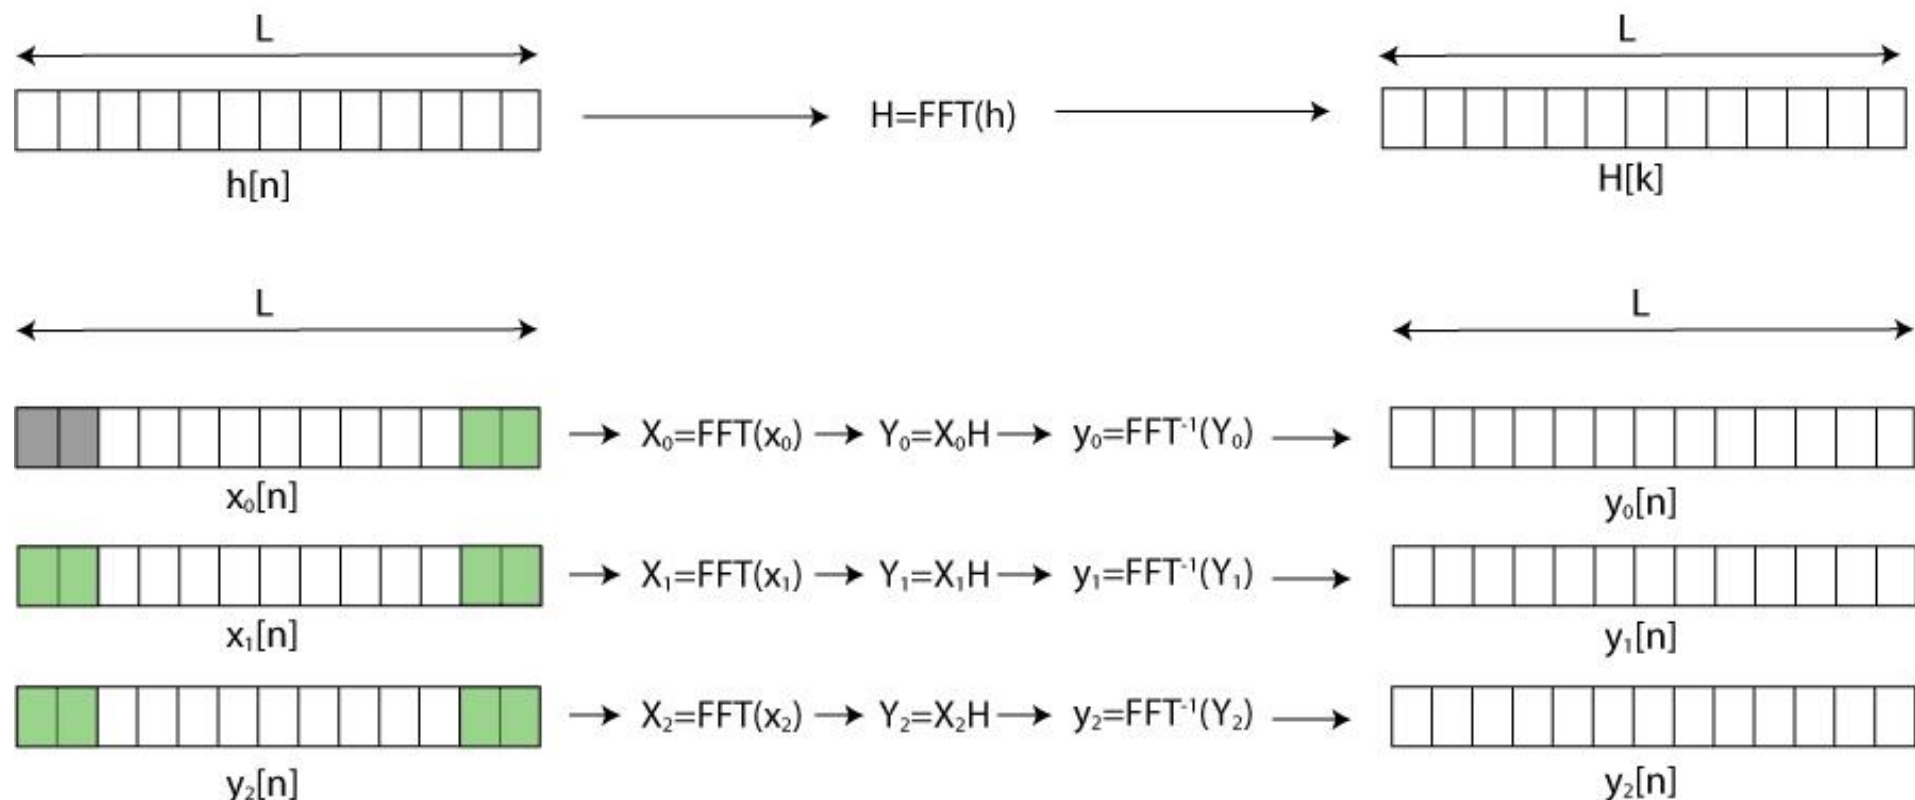 L
L
h[n]
H=FFT(h)
H[k]
L
L
X₀=FFT(x₀)
Y₀=X₀H
y₀=FFT⁻¹(Y₀)
x₀[n]
y₀[n]
X₁=FFT(x₁)
Y₁=X₁H
y₁=FFT⁻¹(Y₁)
x₁[n]
y₁[n]
X₂=FFT(x₂)
Y₂=X₂H
y₂=FFT⁻¹(Y₂)
y₂[n]
y₂[n]